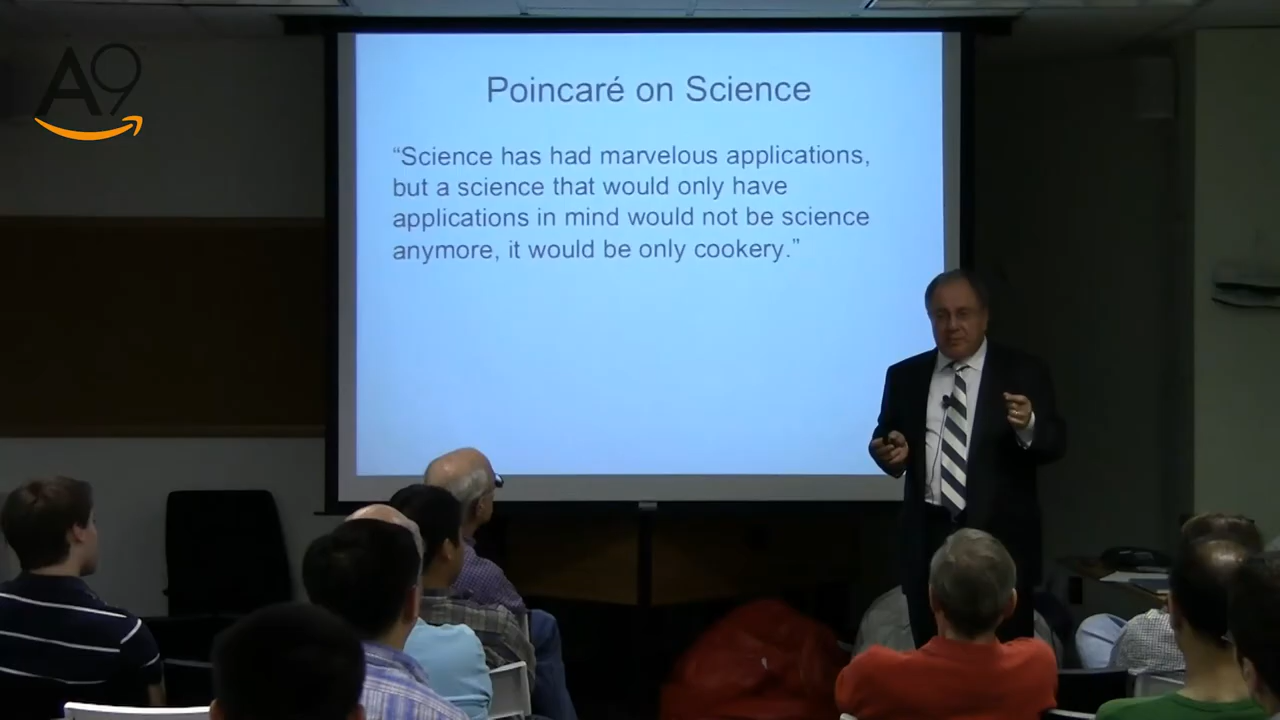 A9
Poincaré on Science
“Science has had marvelous applications,
but a science that would only have
applications in mind would not be science
anymore, it would be only cookery.”